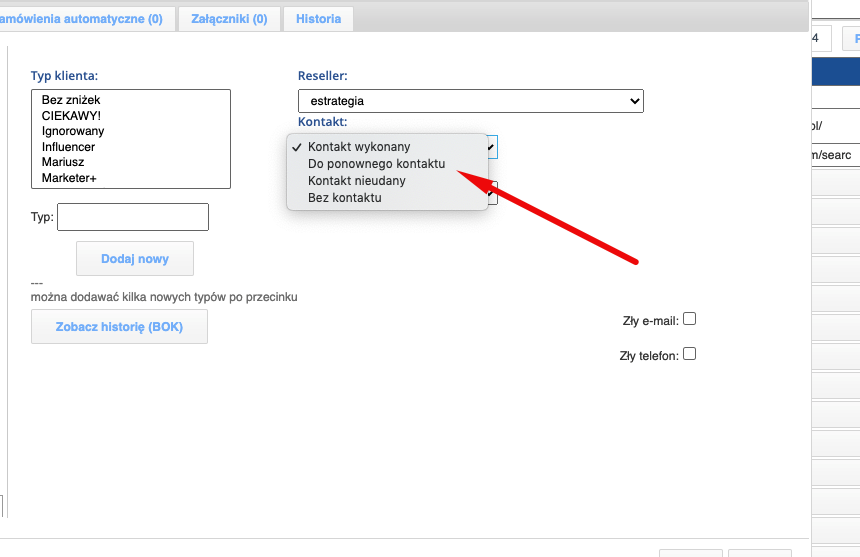 amówienia automatyczne (0)
Załączniki (0)
Historia
4
Typ klienta:
Reseller:
Bez zniżek
CIEKAWY!
Ignorowany
Influencer
Mariusz
Marketer+
estrategia
Kontakt:
✓ Kontakt wykonany
Do ponownego kontaktu
Kontakt nieudany
Bez kontaktu
Typ:
Dodaj nowy
---
można dodawać kilka nowych typów po przecinku
Zobacz historię (BOK)
Zły e-mail:
Zły telefon:
ol/
m/searc